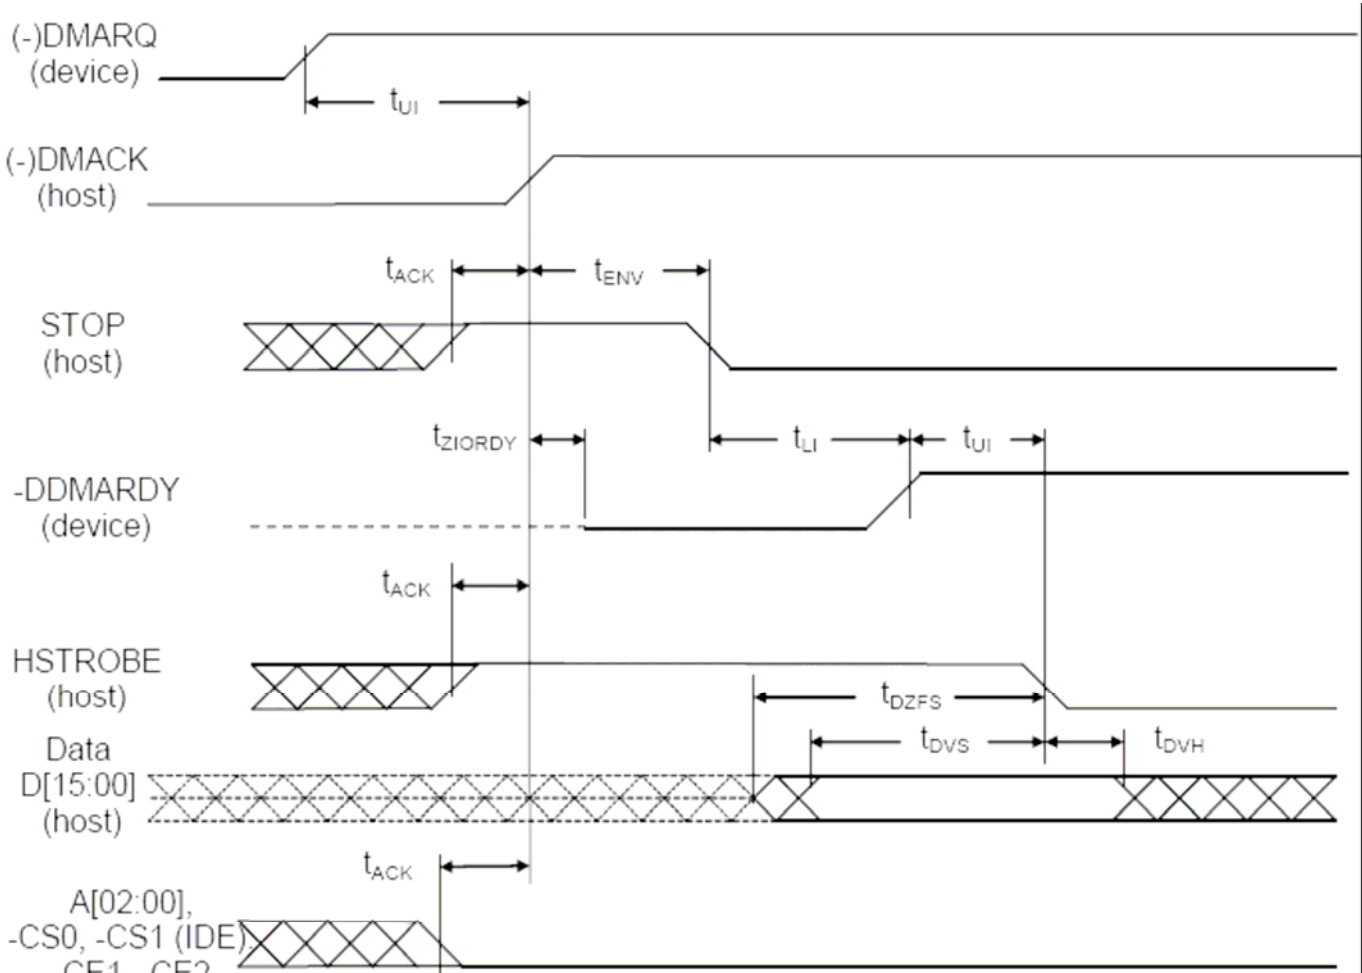 (-)DMARQ
(device)
tUI
(-)DMACK
(host)
tACK
tENV
STOP
(host)
tZIORDY
tLI
tUI
-DDMARDY
(device)
tACK
HSTROBE
(host)
tDZFS
tDVS
tDVH
Data
D[15:00]
(host)
tACK
A[02:00],
-CS0, -CS1 (IDE)